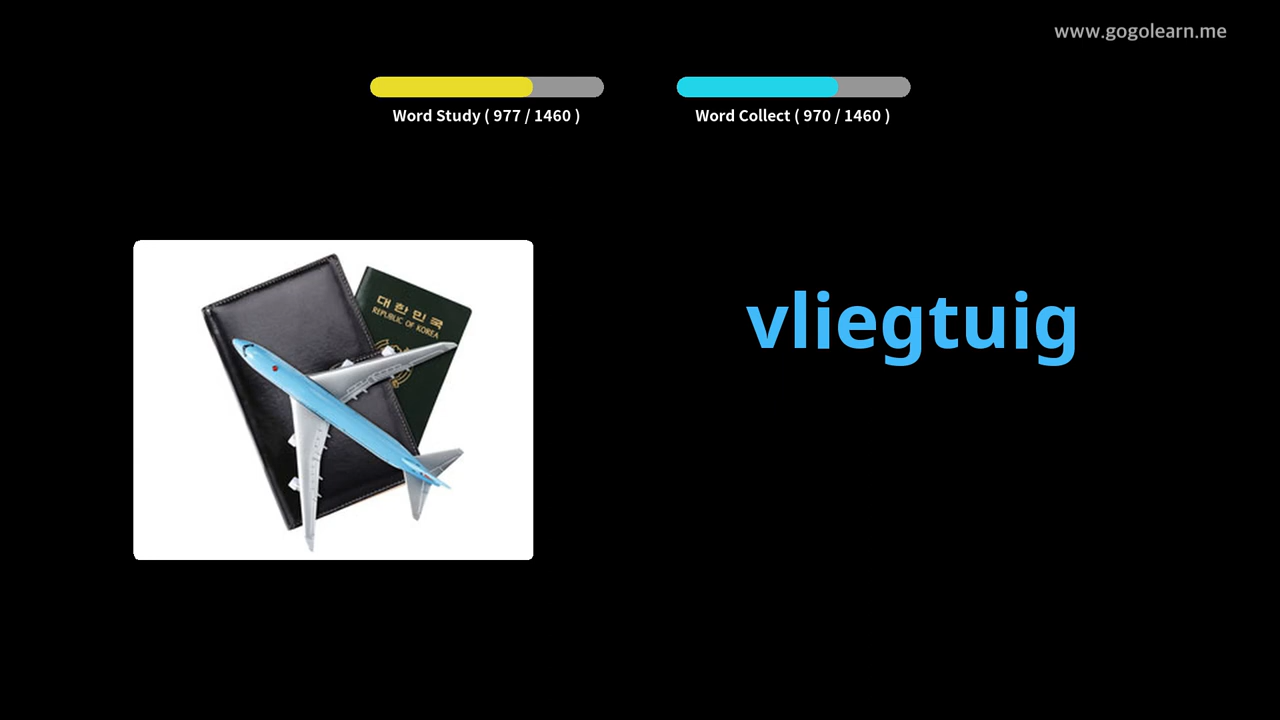 www.gogolearn.me
Word Study ( 977 / 1460 )
Word Collect ( 970 / 1460 )
대한민국
REPUBLIC OF KOREA
vliegtuig